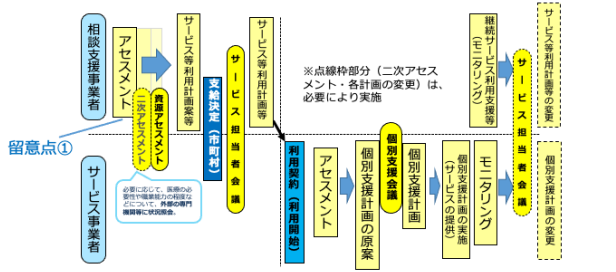 相談支援事業者
アセスメント
二次アセスメント
資源アセスメント
サービス等利用計画案等
支給決定（市町村）
サービス担当者会議
サービス等利用計画等
※点線枠部分（二次アセス
メント・各計画の変更）は、
必要により実施
継続サービス利用支援等
（モニタリング）
サービス担当者会議
サービス等利用計画等の変更
留意点①
必要に応じて、医療の必
要性や職業能力の程度な
どについて、外部の専門
機関等に状況照会。
サービス事業者
利用契約（利用開始）
アセスメント
個別支援計画の原案
個別支援会議
個別支援計画
個別支援計画の実施
（サービスの提供）
モニタリング
個別支援計画の変更